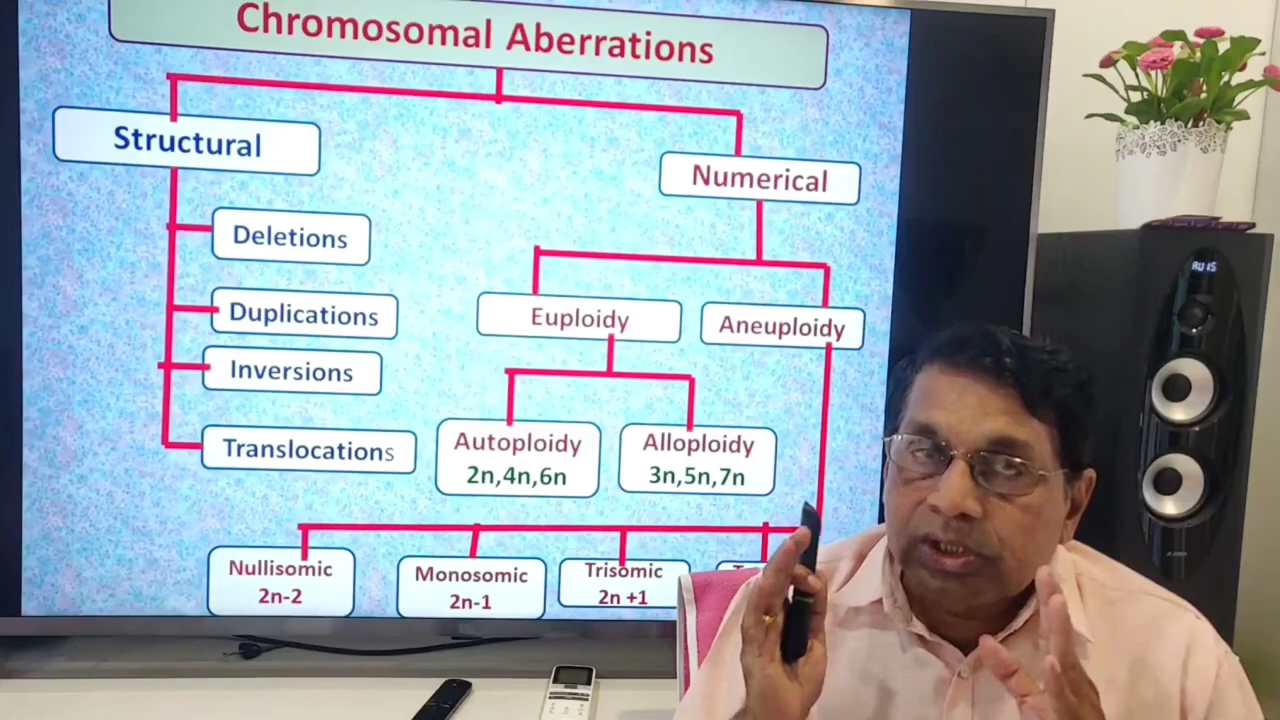 Chromosomal Aberrations
Structural
Numerical
Deletions
Duplications
Inversions
Translocations
Euploidy
Aneuploidy
Autoploidy
2n,4n,6n
Alloploidy
3n,5n,7n
Nullisomic
2n-2
Monosomic
2n-1
Trisomic
2n +1